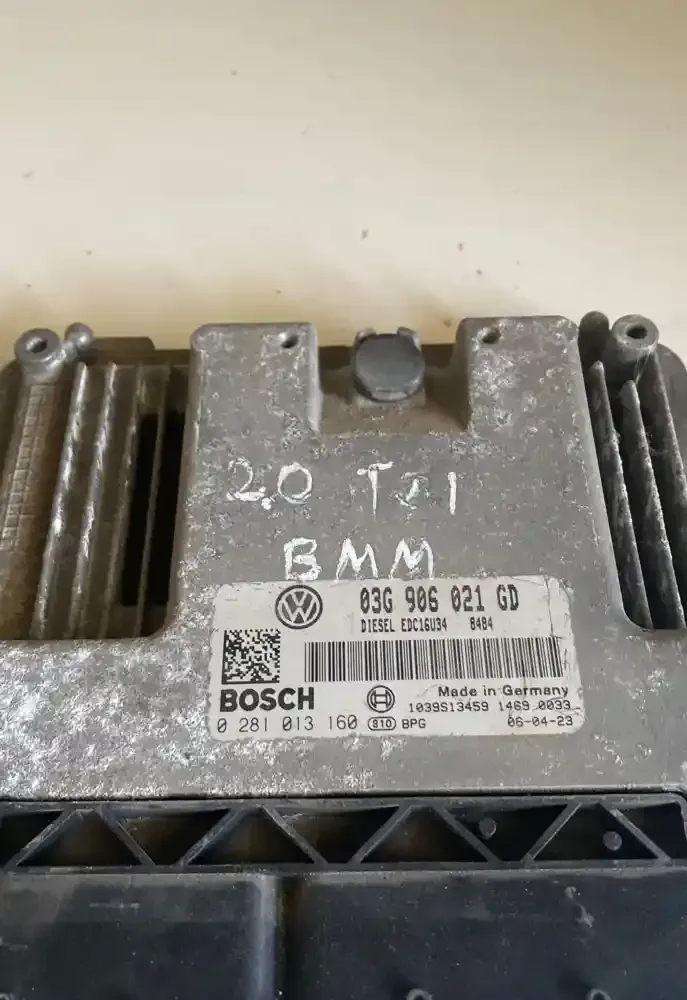 2.0 TDI
BMM
03G 906 021 GD
DIESEL EDC16U34 8484
BOSCH
Made in Germany
1039S13459 1469 0033
0 281 013 160 810 BPG 06-04-23